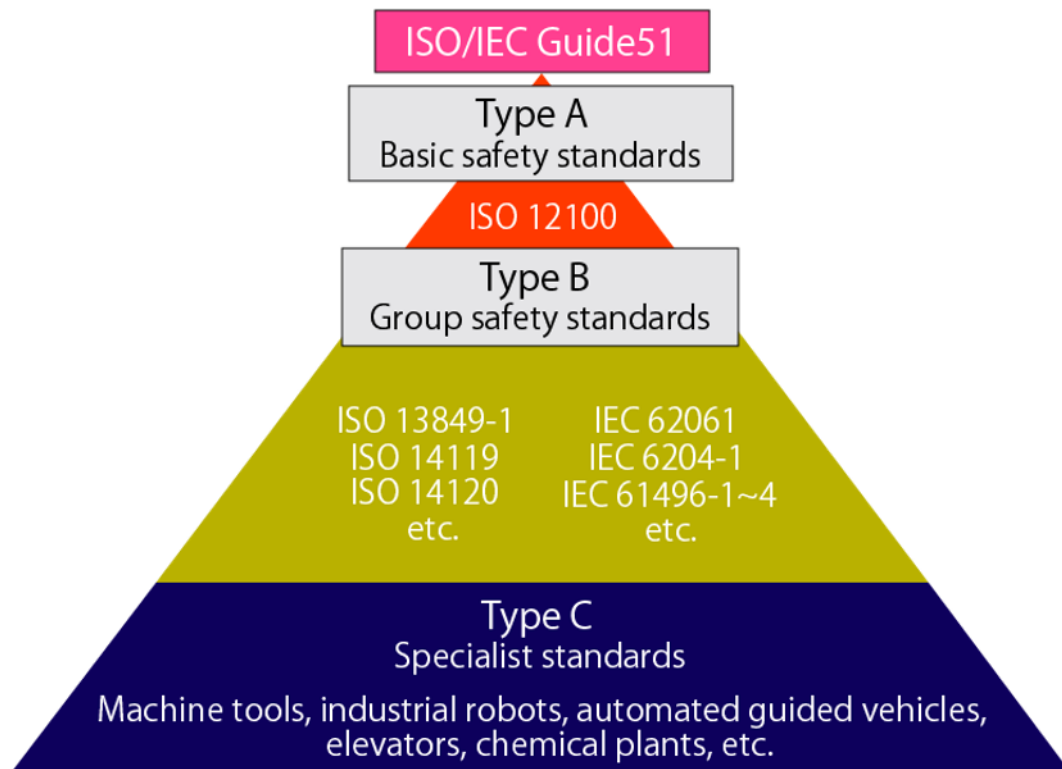 ISO/IEC Guide51
Type A
Basic safety standards
ISO 12100
Type B
Group safety standards
ISO 13849-1
ISO 14119
ISO 14120
etc.
IEC 62061
IEC 6204-1
IEC 61496-1~4
etc.
Type C
Specialist standards
Machine tools, industrial robots, automated guided vehicles,
elevators, chemical plants, etc.